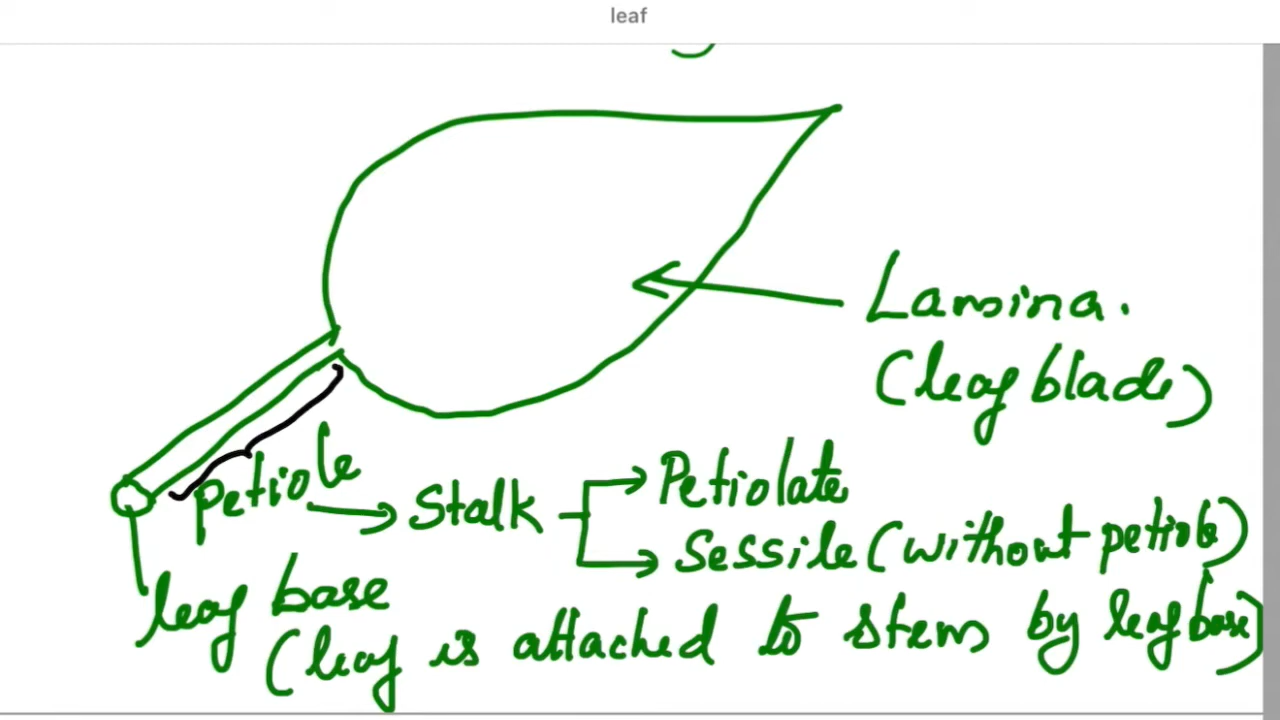 leaf
Lamina.
(leaf blade)
Petiole → Stalk
Petiolate
Sessile (without petiole)
leaf base
(leaf is attached to stem by leaf base)